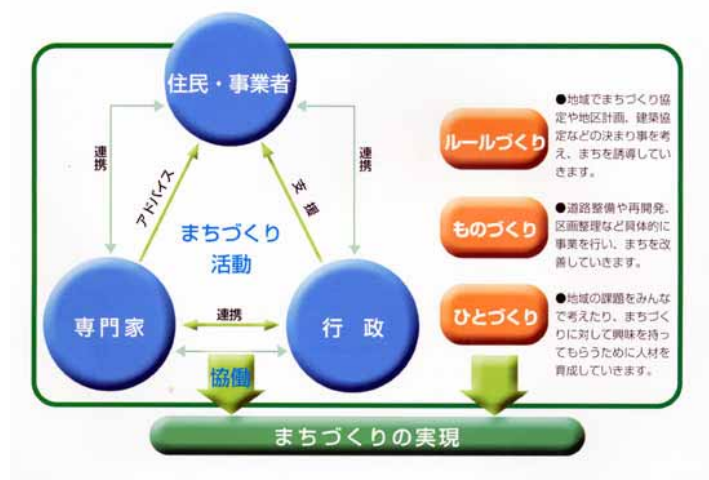 住民・事業者
連携
連携
アドバイス
支援
まちづくり
活動
専門家
連携
行政
協働
ルールづくり
●地域でまちづくり協
定や地区計画、建築協
定などの決まり事を考
え、まちを誘導してい
きます。
ものづくり
●道路整備や再開発、
区画整理など具体的に
事業を行い、まちを改
善していきます。
ひとづくり
●地域の課題をみんな
で考えたり、まちづく
りに対して興味を持っ
てもらうために人材を
育成していきます。
まちづくりの実現